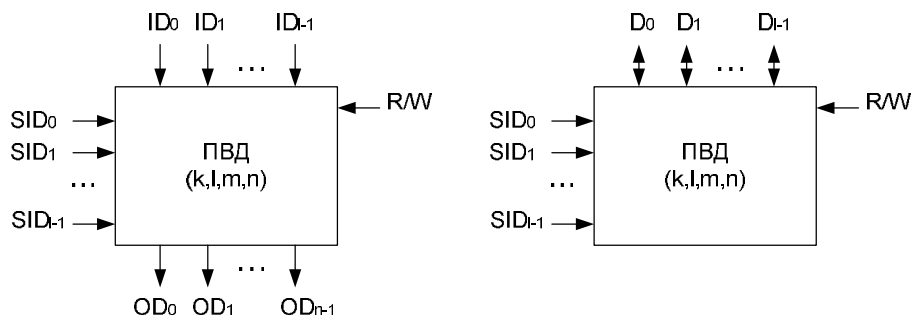 ID0 ID1 ... ID1-1
D0 D1 ... Dl-1
R/W
R/W
SID0
SID0
SID1
ПВД
SID1
ПВД
...
(k,l,m,n)
...
(k,l,m,n)
SIDl-1
SIDl-1
...
OD0 OD1 ODn-1